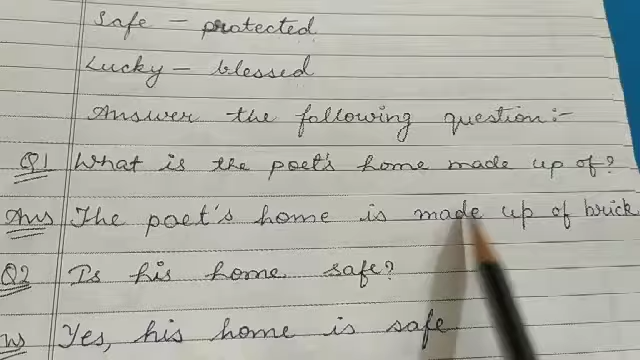 Safe - protected
Lucky - blessed
Answer the following question:-
Q1 What is the poet's home made up of?
Ans The poet's home is made up of brick
Q2 Is his home safe?
Yes, his home is safe